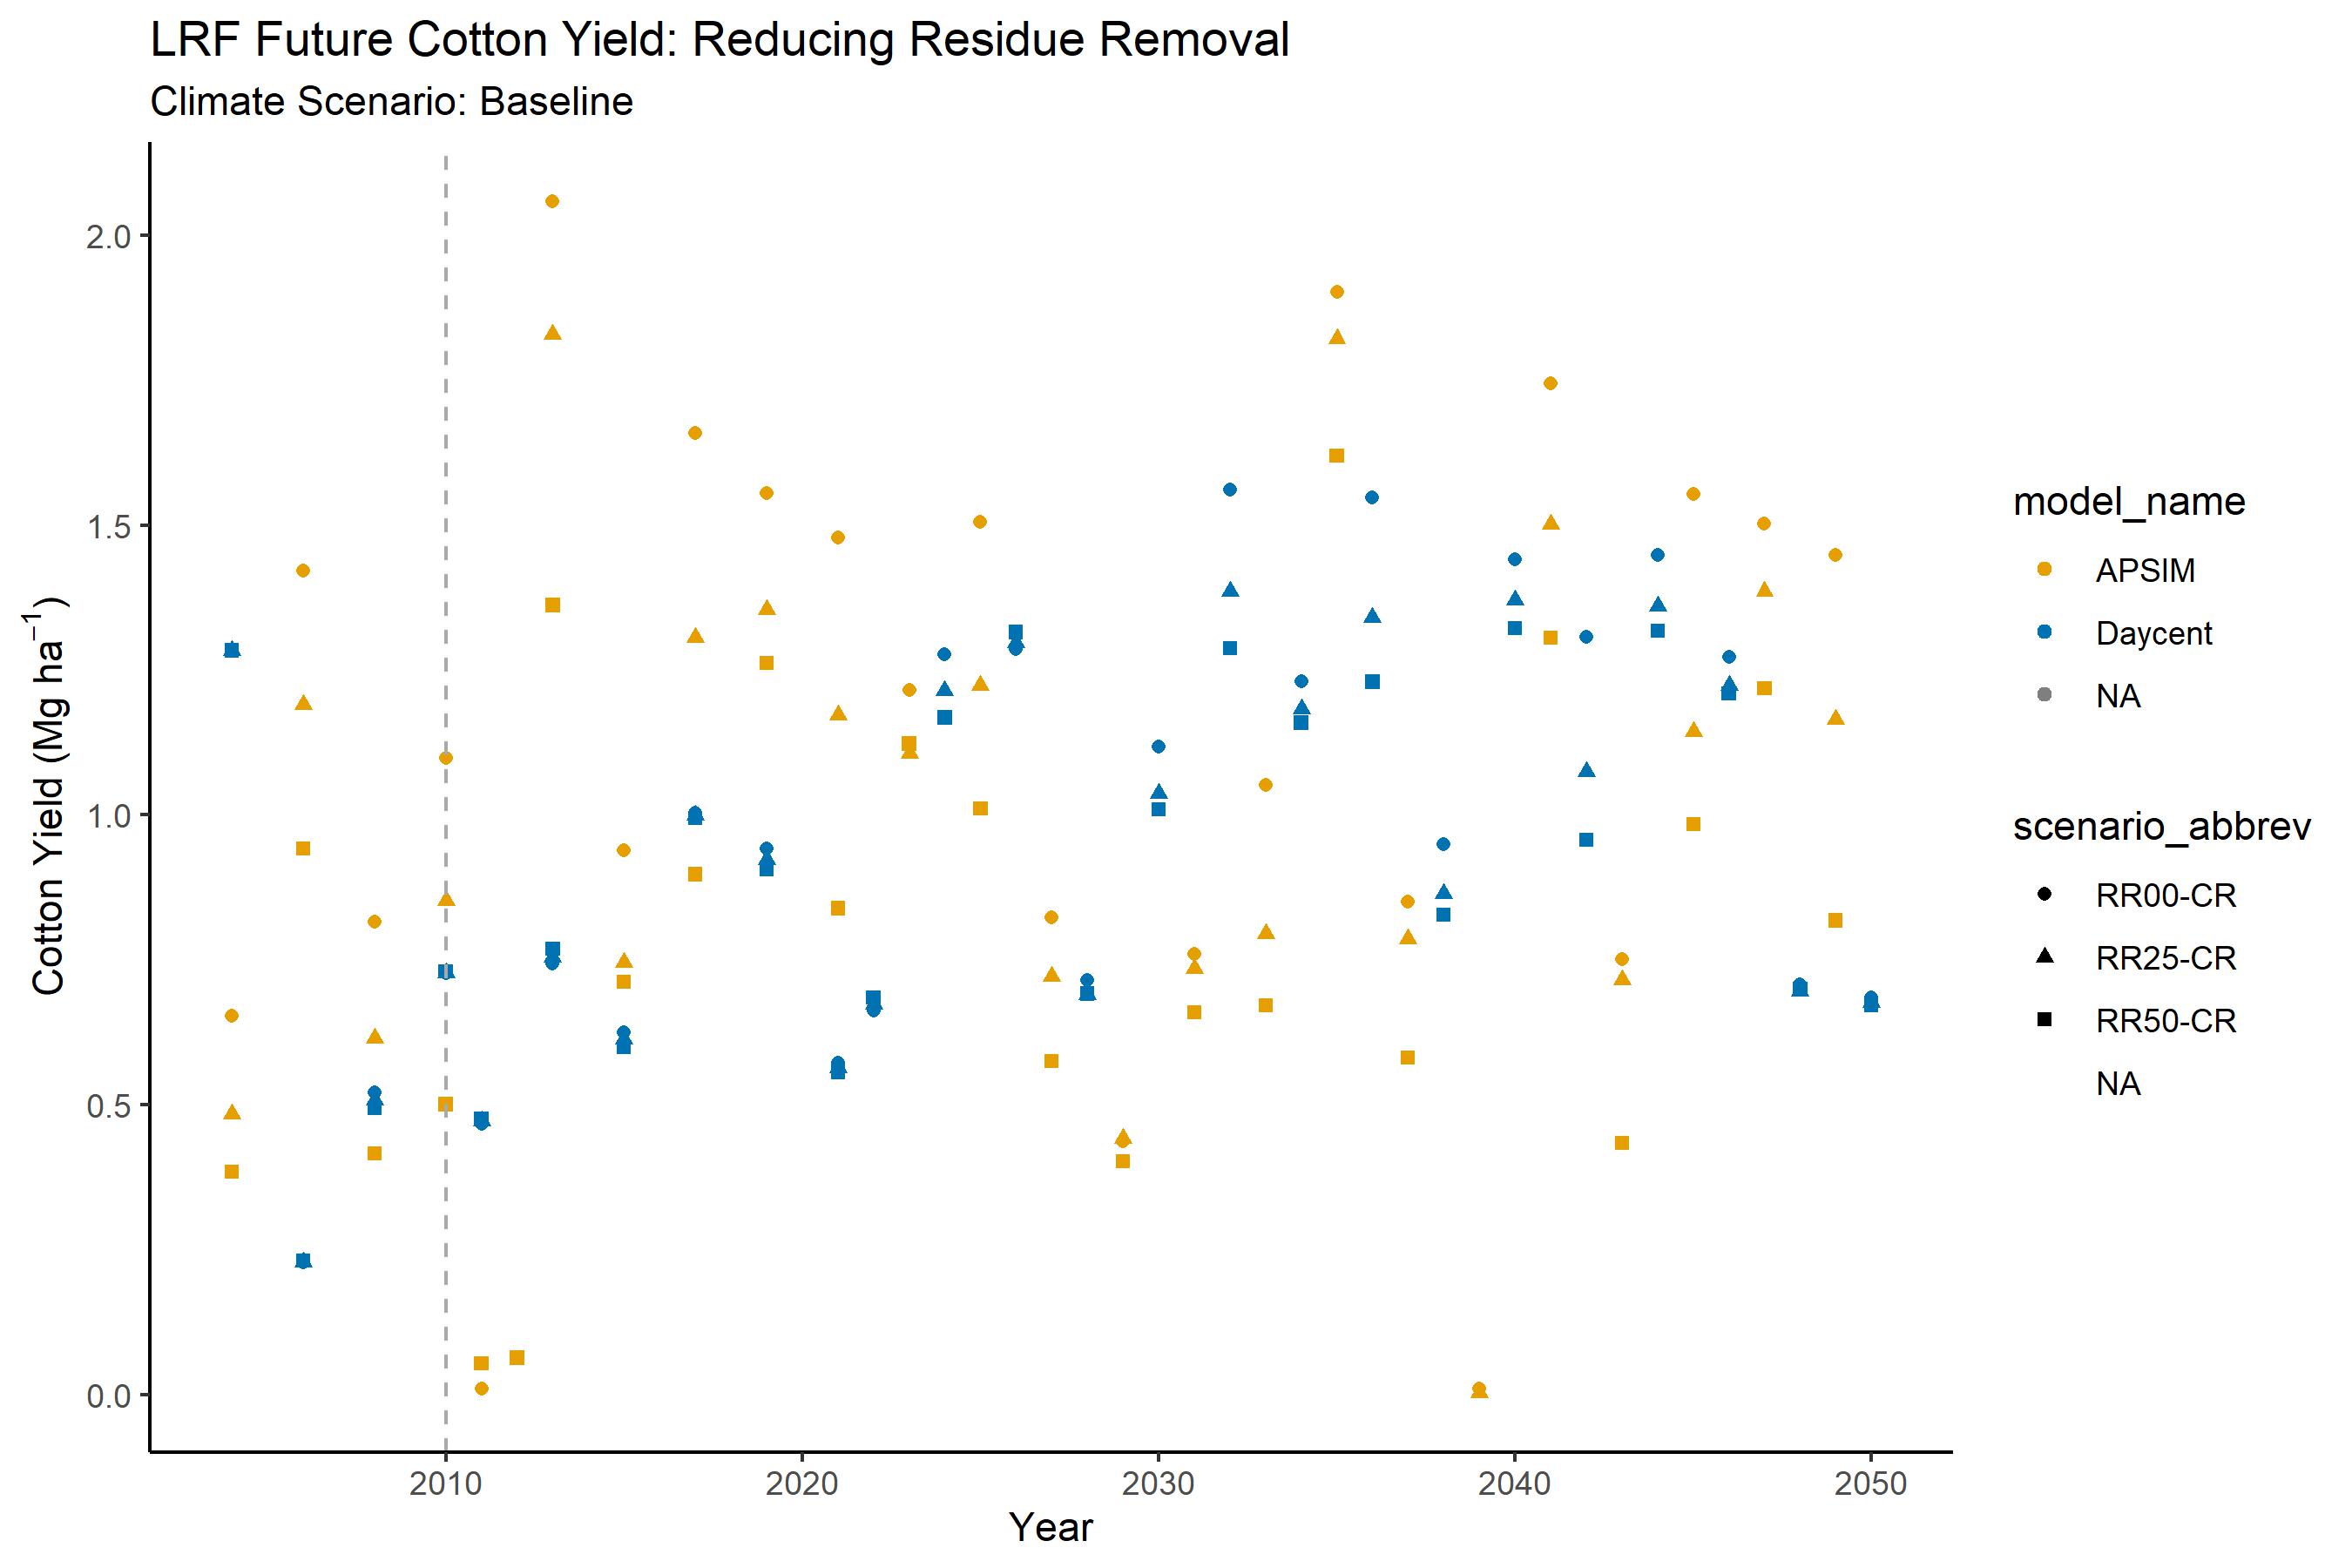 LRF Future Cotton Yield: Reducing Residue Removal
Climate Scenario: Baseline
Cotton Yield (Mg ha⁻¹)
2.0
1.5
1.0
0.5
0.0
2010 2020 2030 2040 2050
Year
model_name
APSIM
Daycent
NA
scenario_abbrev
RR00-CR
RR25-CR
RR50-CR
NA